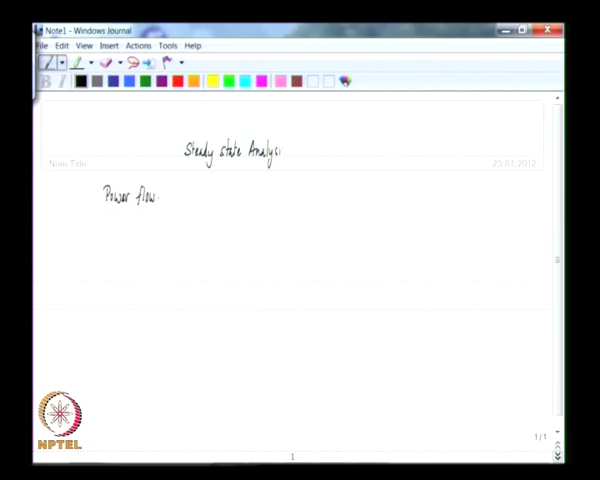 Note1 - Windows Journal
File Edit View Insert Actions Tools Help
B I
Steady state Analysi
Note Title
23-01-2012
Power flow.
NPTEL
1/1
1